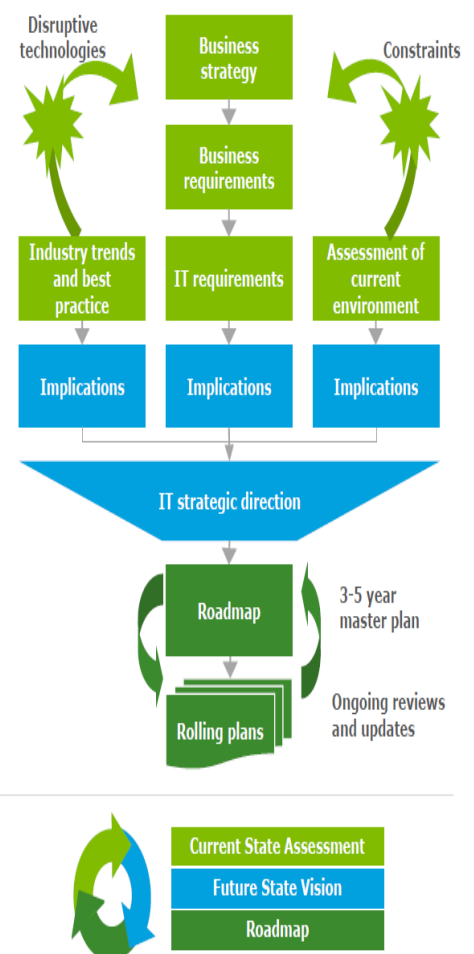 Disruptive
technologies
Business
strategy
Constraints
Business
requirements
Industry trends
and best
practice
IT requirements
Assessment of
current
environment
Implications
Implications
Implications
IT strategic direction
Roadmap
3-5 year
master plan
Rolling plans
Ongoing reviews
and updates
Current State Assessment
Future State Vision
Roadmap